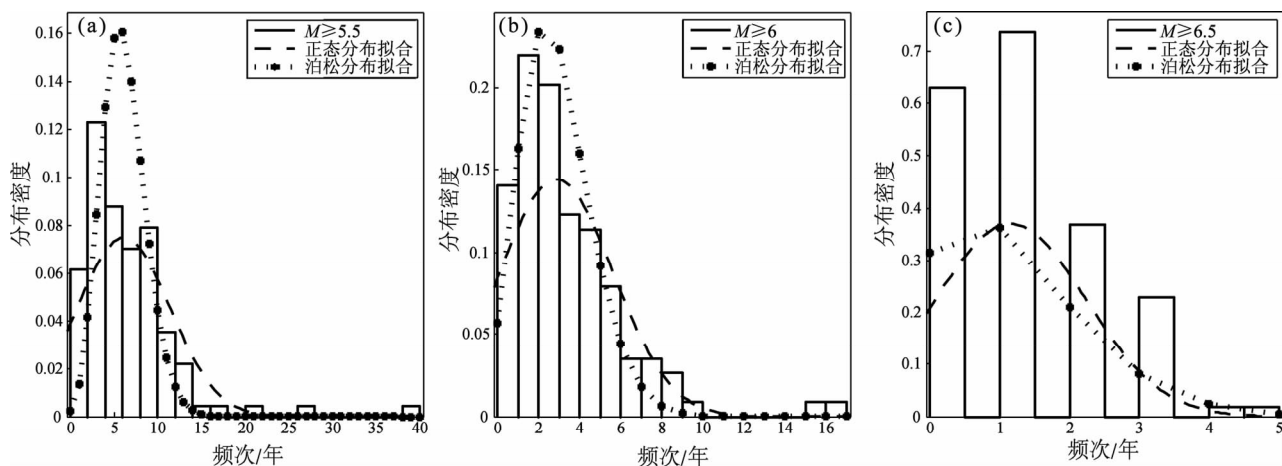 (a)
M≥5.5
正态分布拟合
泊松分布拟合
0.16
0.14
0.12
0.10
0.08
0.06
0.04
0.02
0
0 5 10 15 20 25 30 35 40
分布密度
频次/年
(b)
M≥6
正态分布拟合
泊松分布拟合
0.2
0.15
0.1
0.05
0
0 2 4 6 8 10 12 14 16
分布密度
频次/年
(c)
M≥6.5
正态分布拟合
泊松分布拟合
0.7
0.6
0.5
0.4
0.3
0.2
0.1
0
0 1 2 3 4 5
分布密度
频次/年